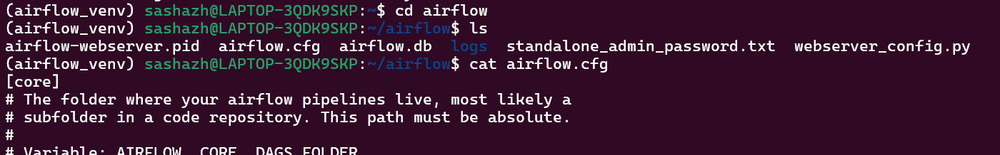 (airflow_venv) sashazh@LAPTOP-3QDK9SKP:~$ cd airflow
(airflow_venv) sashazh@LAPTOP-3QDK9SKP:~/airflow$ ls
airflow-webserver.pid  airflow.cfg  airflow.db  logs  standalone_admin_password.txt  webserver_config.py
(airflow_venv) sashazh@LAPTOP-3QDK9SKP:~/airflow$ cat airflow.cfg
[core]
# The folder where your airflow pipelines live, most likely a
# subfolder in a code repository. This path must be absolute.
#
# Variable: AIRFLOW__CORE__DAGS_FOLDER